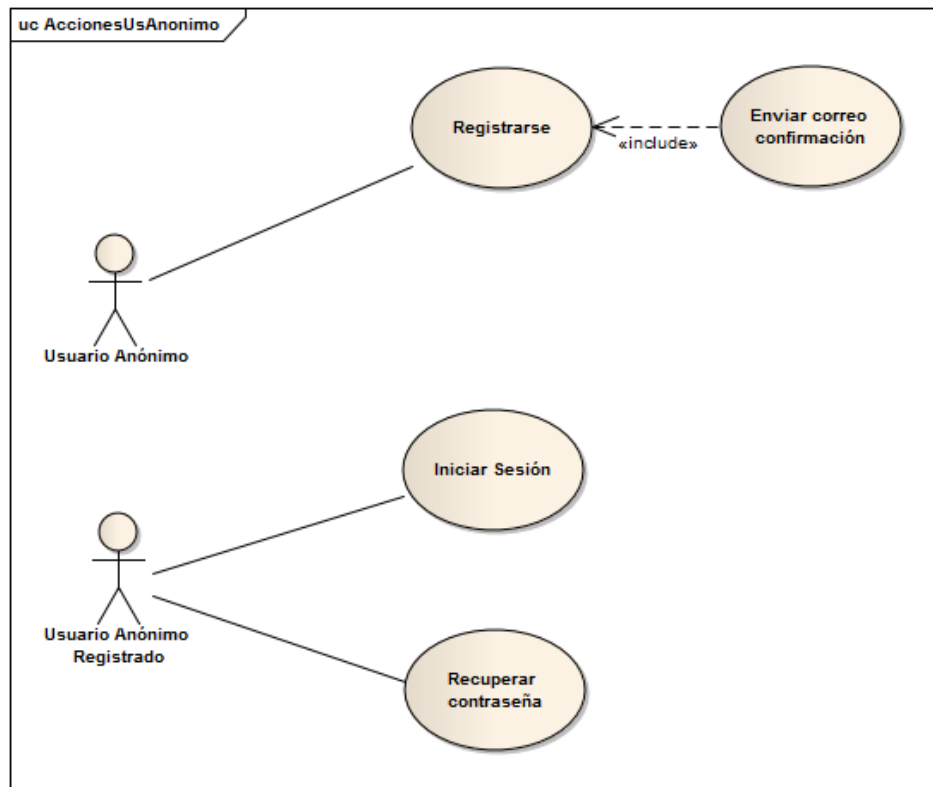 uc AccionesUsAnonimo
Registrarse
Enviar correo
confirmación
«include»
Usuario Anónimo
Iniciar Sesión
Usuario Anónimo
Registrado
Recuperar
contraseña